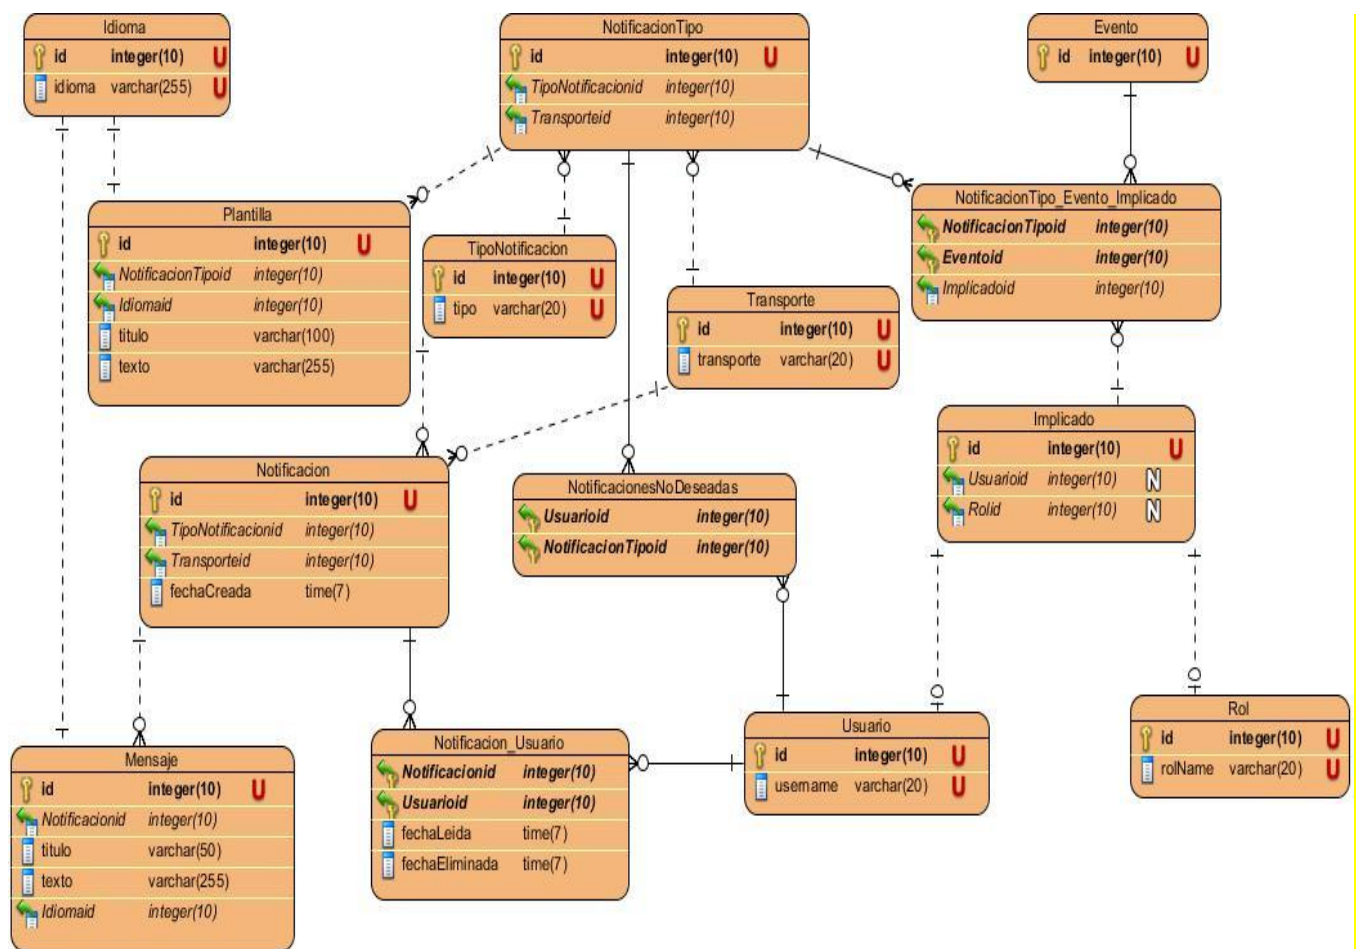 Idioma
id integer(10) U
idioma varchar(255) U
NotificacionTipo
id integer(10) U
TipoNotificacionid integer(10)
Transporteid integer(10)
Evento
id integer(10) U
NotificacionTipo_Evento_Implicado
NotificacionTipoid integer(10)
Eventoid integer(10)
Implicadoid integer(10)
Plantilla
id integer(10) U
NotificacionTipoid integer(10)
Idiomaid integer(10)
titulo varchar(100)
texto varchar(255)
TipoNotificacion
id integer(10) U
tipo varchar(20) U
Transporte
id integer(10) U
transporte varchar(20) U
Implicado
id integer(10) U
Usuarioid integer(10) N
Rolid integer(10) N
Notificacion
id integer(10) U
TipoNotificacionid integer(10)
Transporteid integer(10)
fechaCreada time(7)
NotificacionesNoDeseadas
Usuarioid integer(10)
NotificacionTipoid integer(10)
Mensaje
id integer(10) U
Notificacionid integer(10)
titulo varchar(50)
texto varchar(255)
Idiomaid integer(10)
Notificacion_Usuario
Notificacionid integer(10)
Usuarioid integer(10)
fechaLeida time(7)
fechaEliminada time(7)
Usuario
id integer(10) U
username varchar(20) U
Rol
id integer(10) U
rolName varchar(20) U